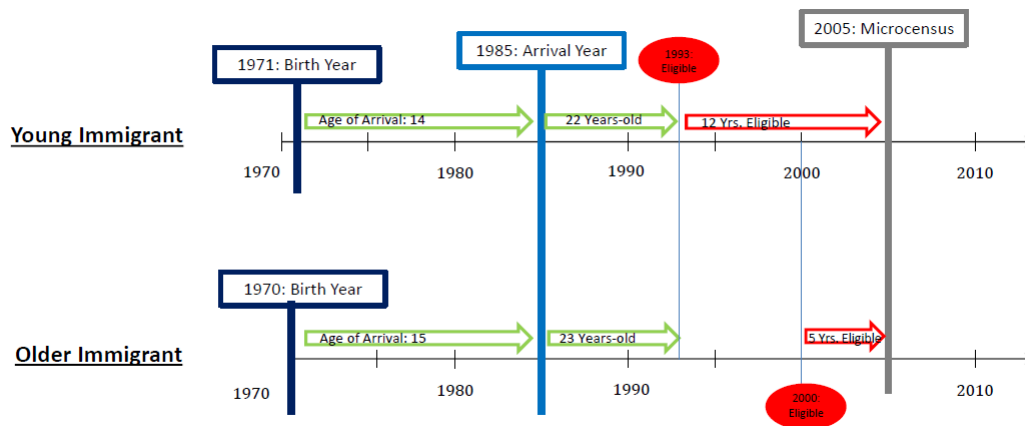 2005: Microcensus
1971: Birth Year
1985: Arrival Year
1993:
Eligible
Young Immigrant
Age of Arrival: 14
22 Years-old
12 Yrs. Eligible
1970
1980
1990
2000
2010
1970: Birth Year
Older Immigrant
Age of Arrival: 15
23 Years-old
5 Yrs. Eligible
1970
1980
1990
2000:
Eligible
2010